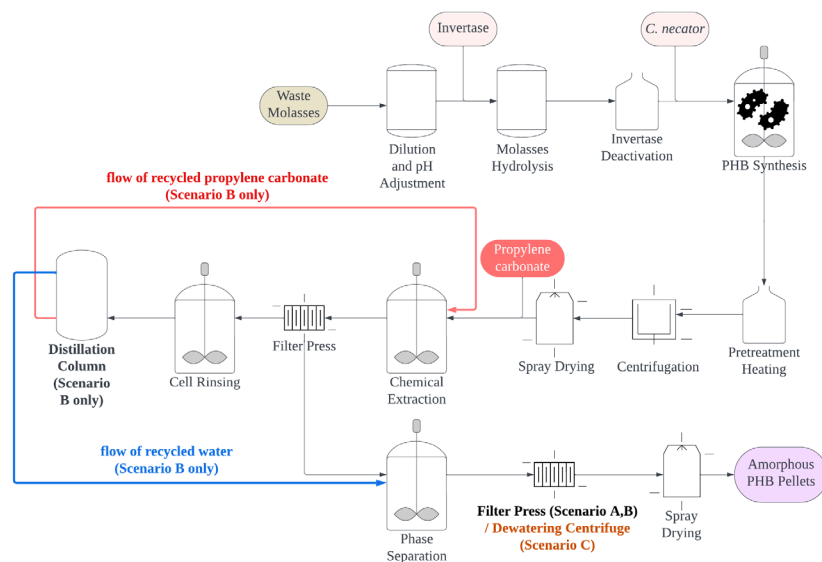 Invertase
C. necator
Waste
Molasses
Dilution
and pH
Adjustment
Molasses
Hydrolysis
Invertase
Deactivation
PHB Synthesis
flow of recycled propylene carbonate
(Scenario B only)
Propylene
carbonate
Distillation
Column
(Scenario
B only)
Cell Rinsing
Filter Press
Chemical
Extraction
Spray Drying
Centrifugation
Pretreatment
Heating
flow of recycled water
(Scenario B only)
Phase
Separation
Filter Press (Scenario A,B)
/ Dewatering Centrifuge
(Scenario C)
Spray
Drying
Amorphous
PHB Pellets